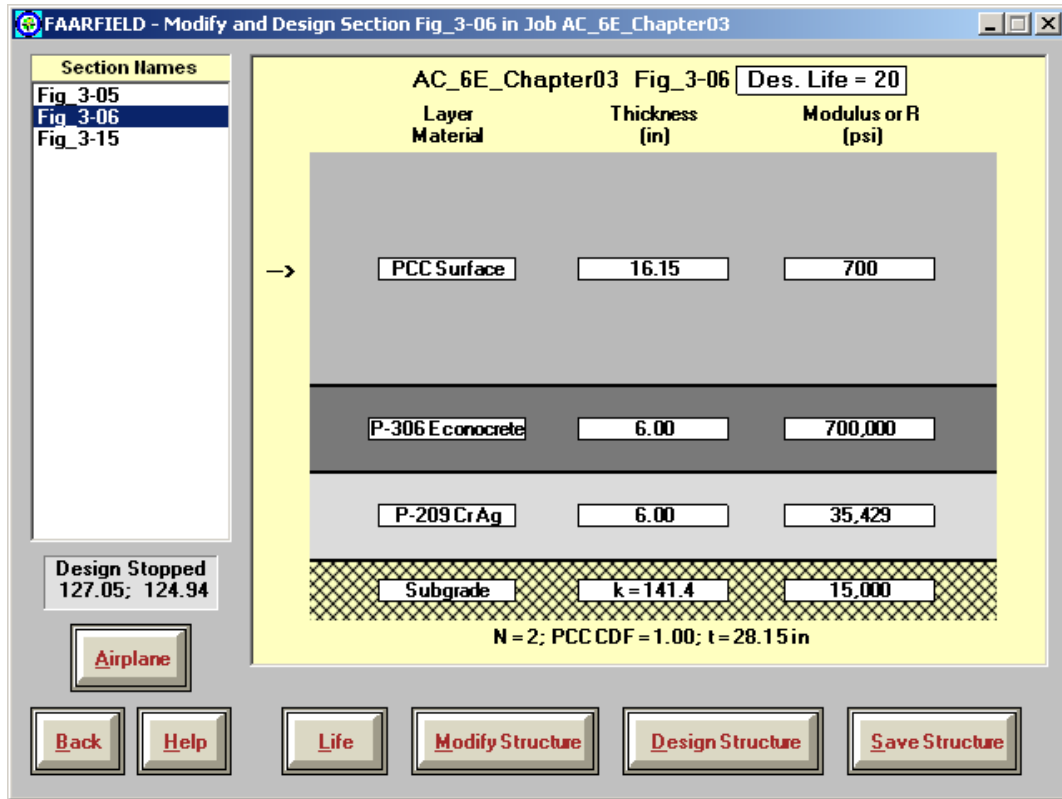 FAARFIELD - Modify and Design Section Fig_3-06 in Job AC_6E_Chapter03
Section Names
Fig_3-05
Fig_3-06
Fig_3-15
AC_6E_Chapter03 Fig_3-06 Des. Life = 20
Layer Material Thickness (in) Modulus or R (psi)
-->
PCC Surface 16.15 700
P-306 Econocrete 6.00 700,000
P-209 CrAg 6.00 35,429
Subgrade k = 141.4 15,000
N = 2; PCC CDF = 1.00; t = 28.15 in
Design Stopped
127.05; 124.94
Airplane
Back Help Life Modify Structure Design Structure Save Structure